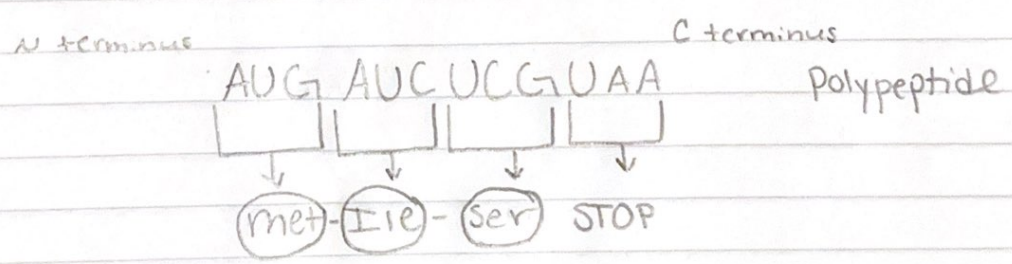 N terminus C terminus
AUG AUC UCG UAA Polypeptide
met-Ile-ser STOP